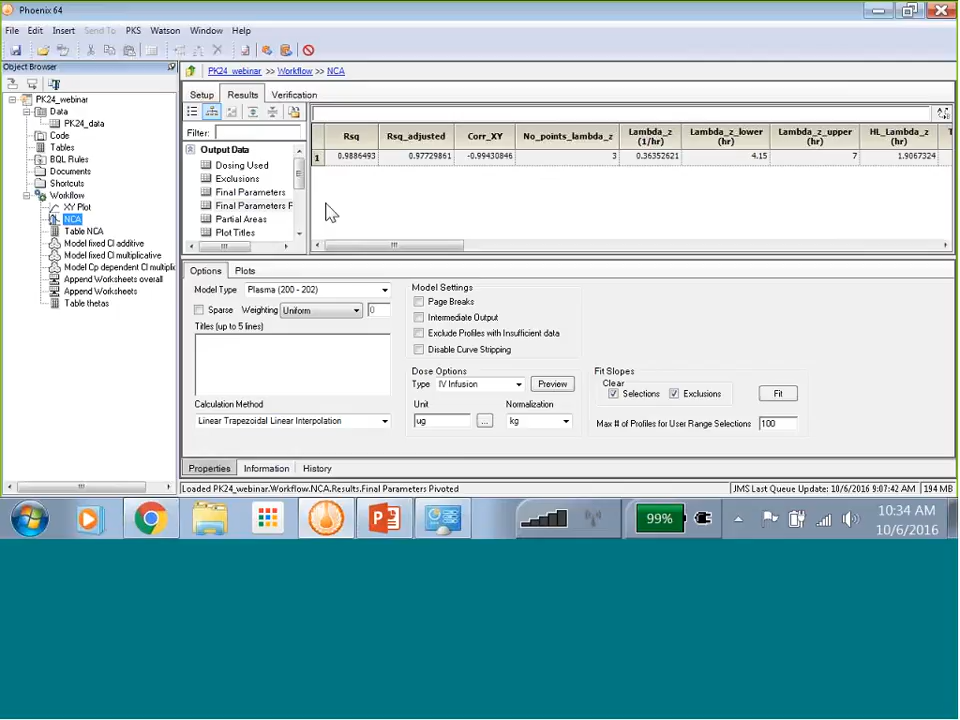 Phoenix 64
File Edit Insert Send To PKS Watson Window Help
Object Browser
PK24_webinar >> Workflow >> NCA
PK24_webinar
Data
PK24_data
Code
Tables
BQL Rules
Documents
Shortcuts
Workflow
XY Plot
NCA
Table NCA
Model fixed CI additive
Model fixed CI multiplicative
Model Cp dependent CI multipli
Append Worksheets overall
Append Worksheets
Table thetas
Setup Results Verification
Filter:
Output Data
Dosing Used
Exclusions
Final Parameters
Final Parameters P
Partial Areas
Plot Titles
Rsq Rsq_adjusted Corr_XY No_points_lambda_z Lambda_z (1/hr) Lambda_z_lower (hr) Lambda_z_upper (hr) HL_Lambda_z (hr)
1 0.9886493 0.97729861 -0.99430846 3 0.36352621 4.15 7 1.9067324
Options Plots
Model Type Plasma (200 - 202)
Sparse Weighting Uniform 0
Titles (up to 5 lines)
Calculation Method
Linear Trapezoidal Linear Interpolation
Model Settings
Page Breaks
Intermediate Output
Exclude Profiles with Insufficient data
Disable Curve Stripping
Dose Options
Type IV Infusion Preview
Unit Normalization
ug ... kg
Fit Slopes
Clear
Selections Exclusions Fit
Max # of Profiles for User Range Selections 100
Properties Information History
Loaded PK24_webinar.Workflow.NCA.Results.Final Parameters Pivoted
JMS Last Queue Update: 10/6/2016 9:07:42 AM 194 MB
99%
10:34 AM
10/6/2016